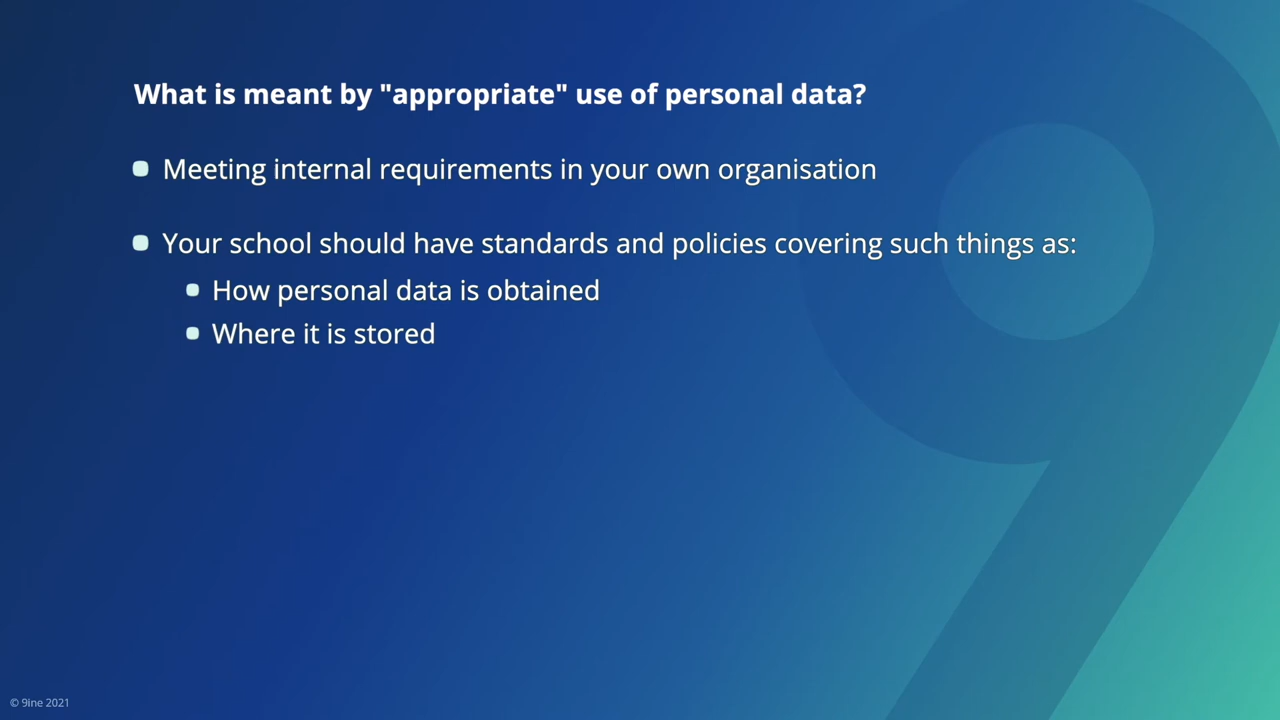 What is meant by "appropriate" use of personal data?
Meeting internal requirements in your own organisation
Your school should have standards and policies covering such things as:
How personal data is obtained
Where it is stored
© 9ine 2021